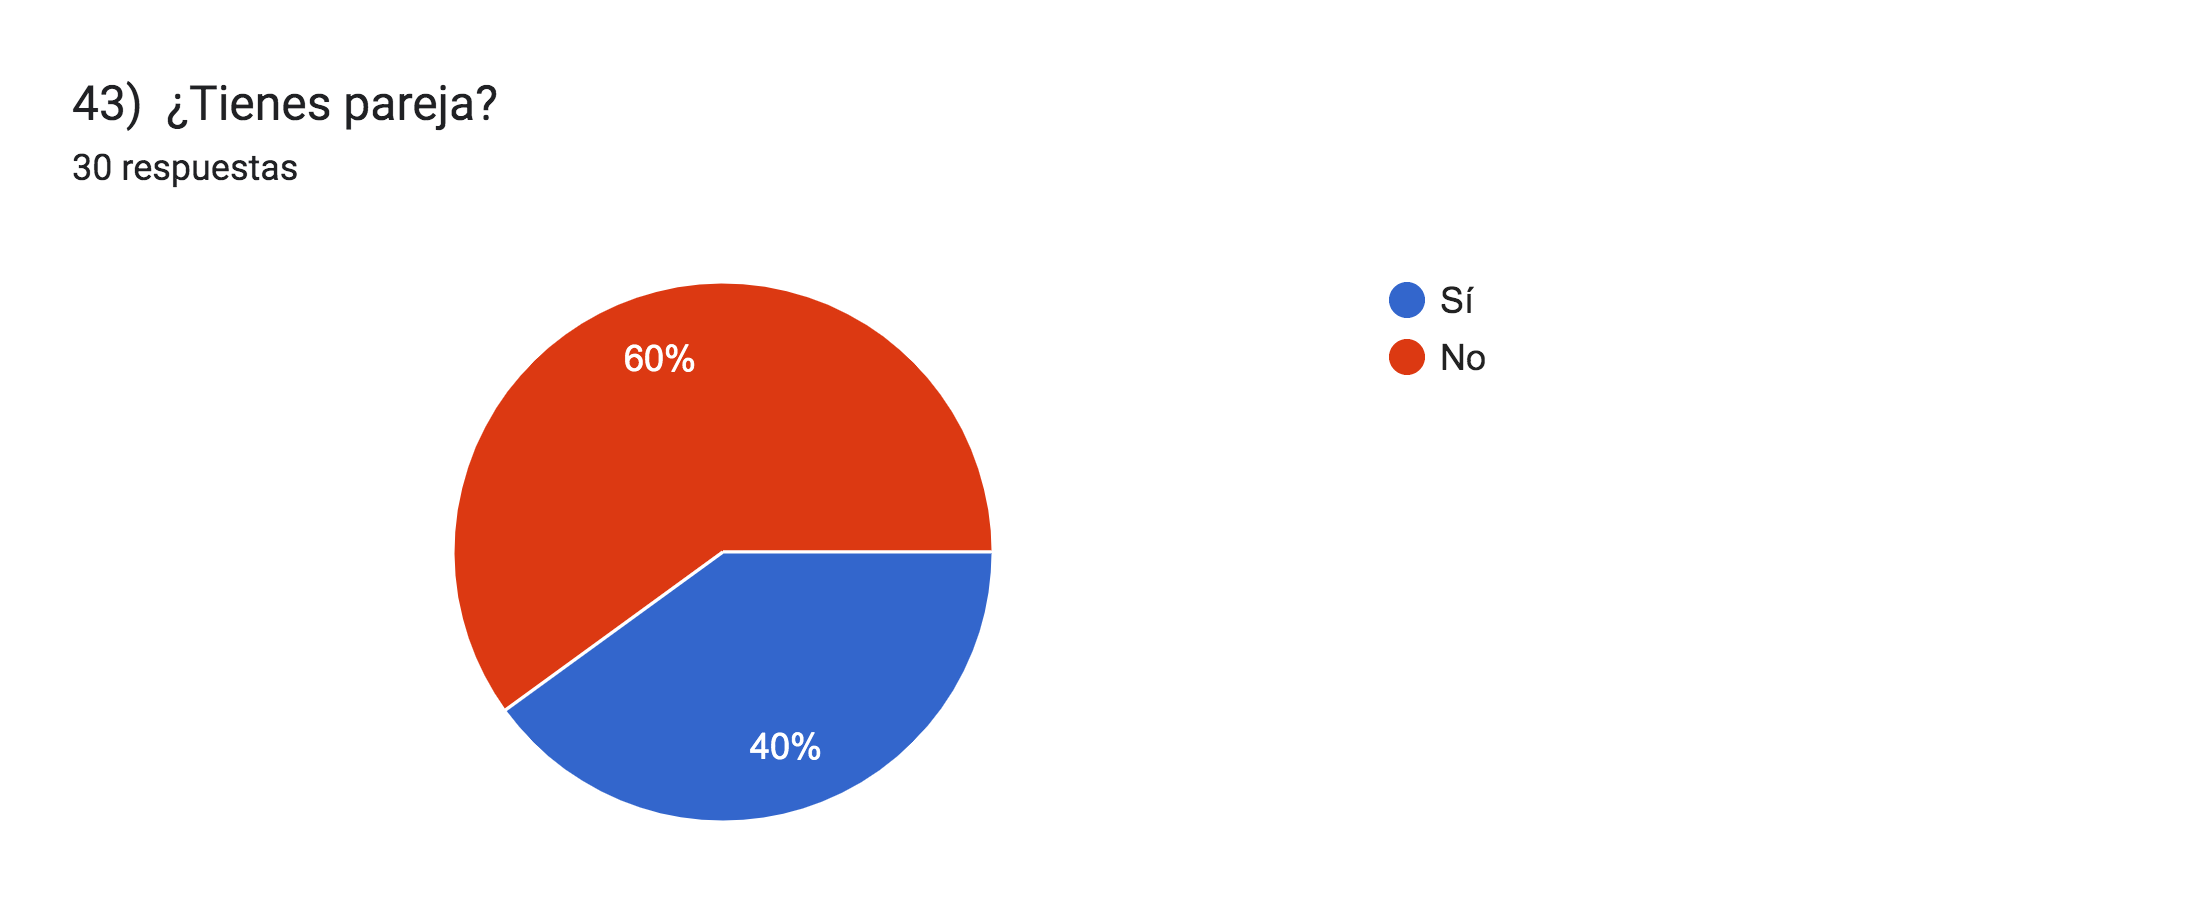 43) ¿Tienes pareja?
30 respuestas
Sí
No
60%
40%